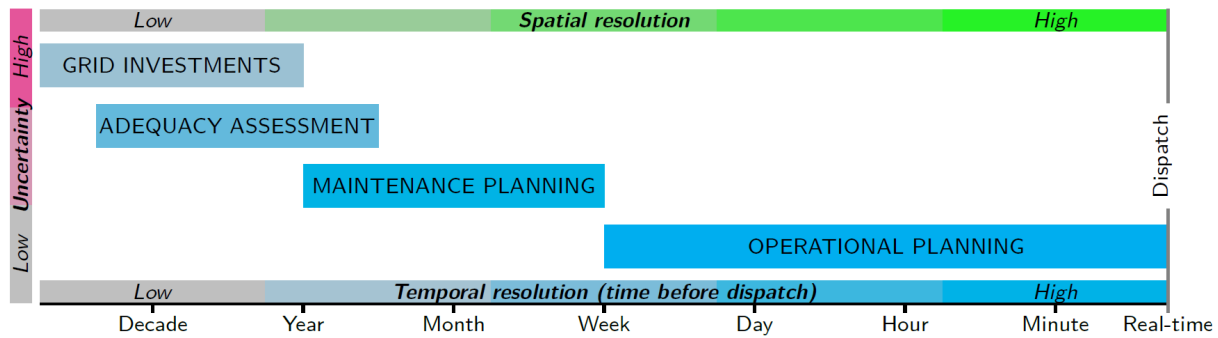 Low Spatial resolution High
High
GRID INVESTMENTS
ADEQUACY ASSESSMENT
Uncertainty
Dispatch
MAINTENANCE PLANNING
Low
OPERATIONAL PLANNING
Low Temporal resolution (time before dispatch) High
Decade Year Month Week Day Hour Minute Real-time